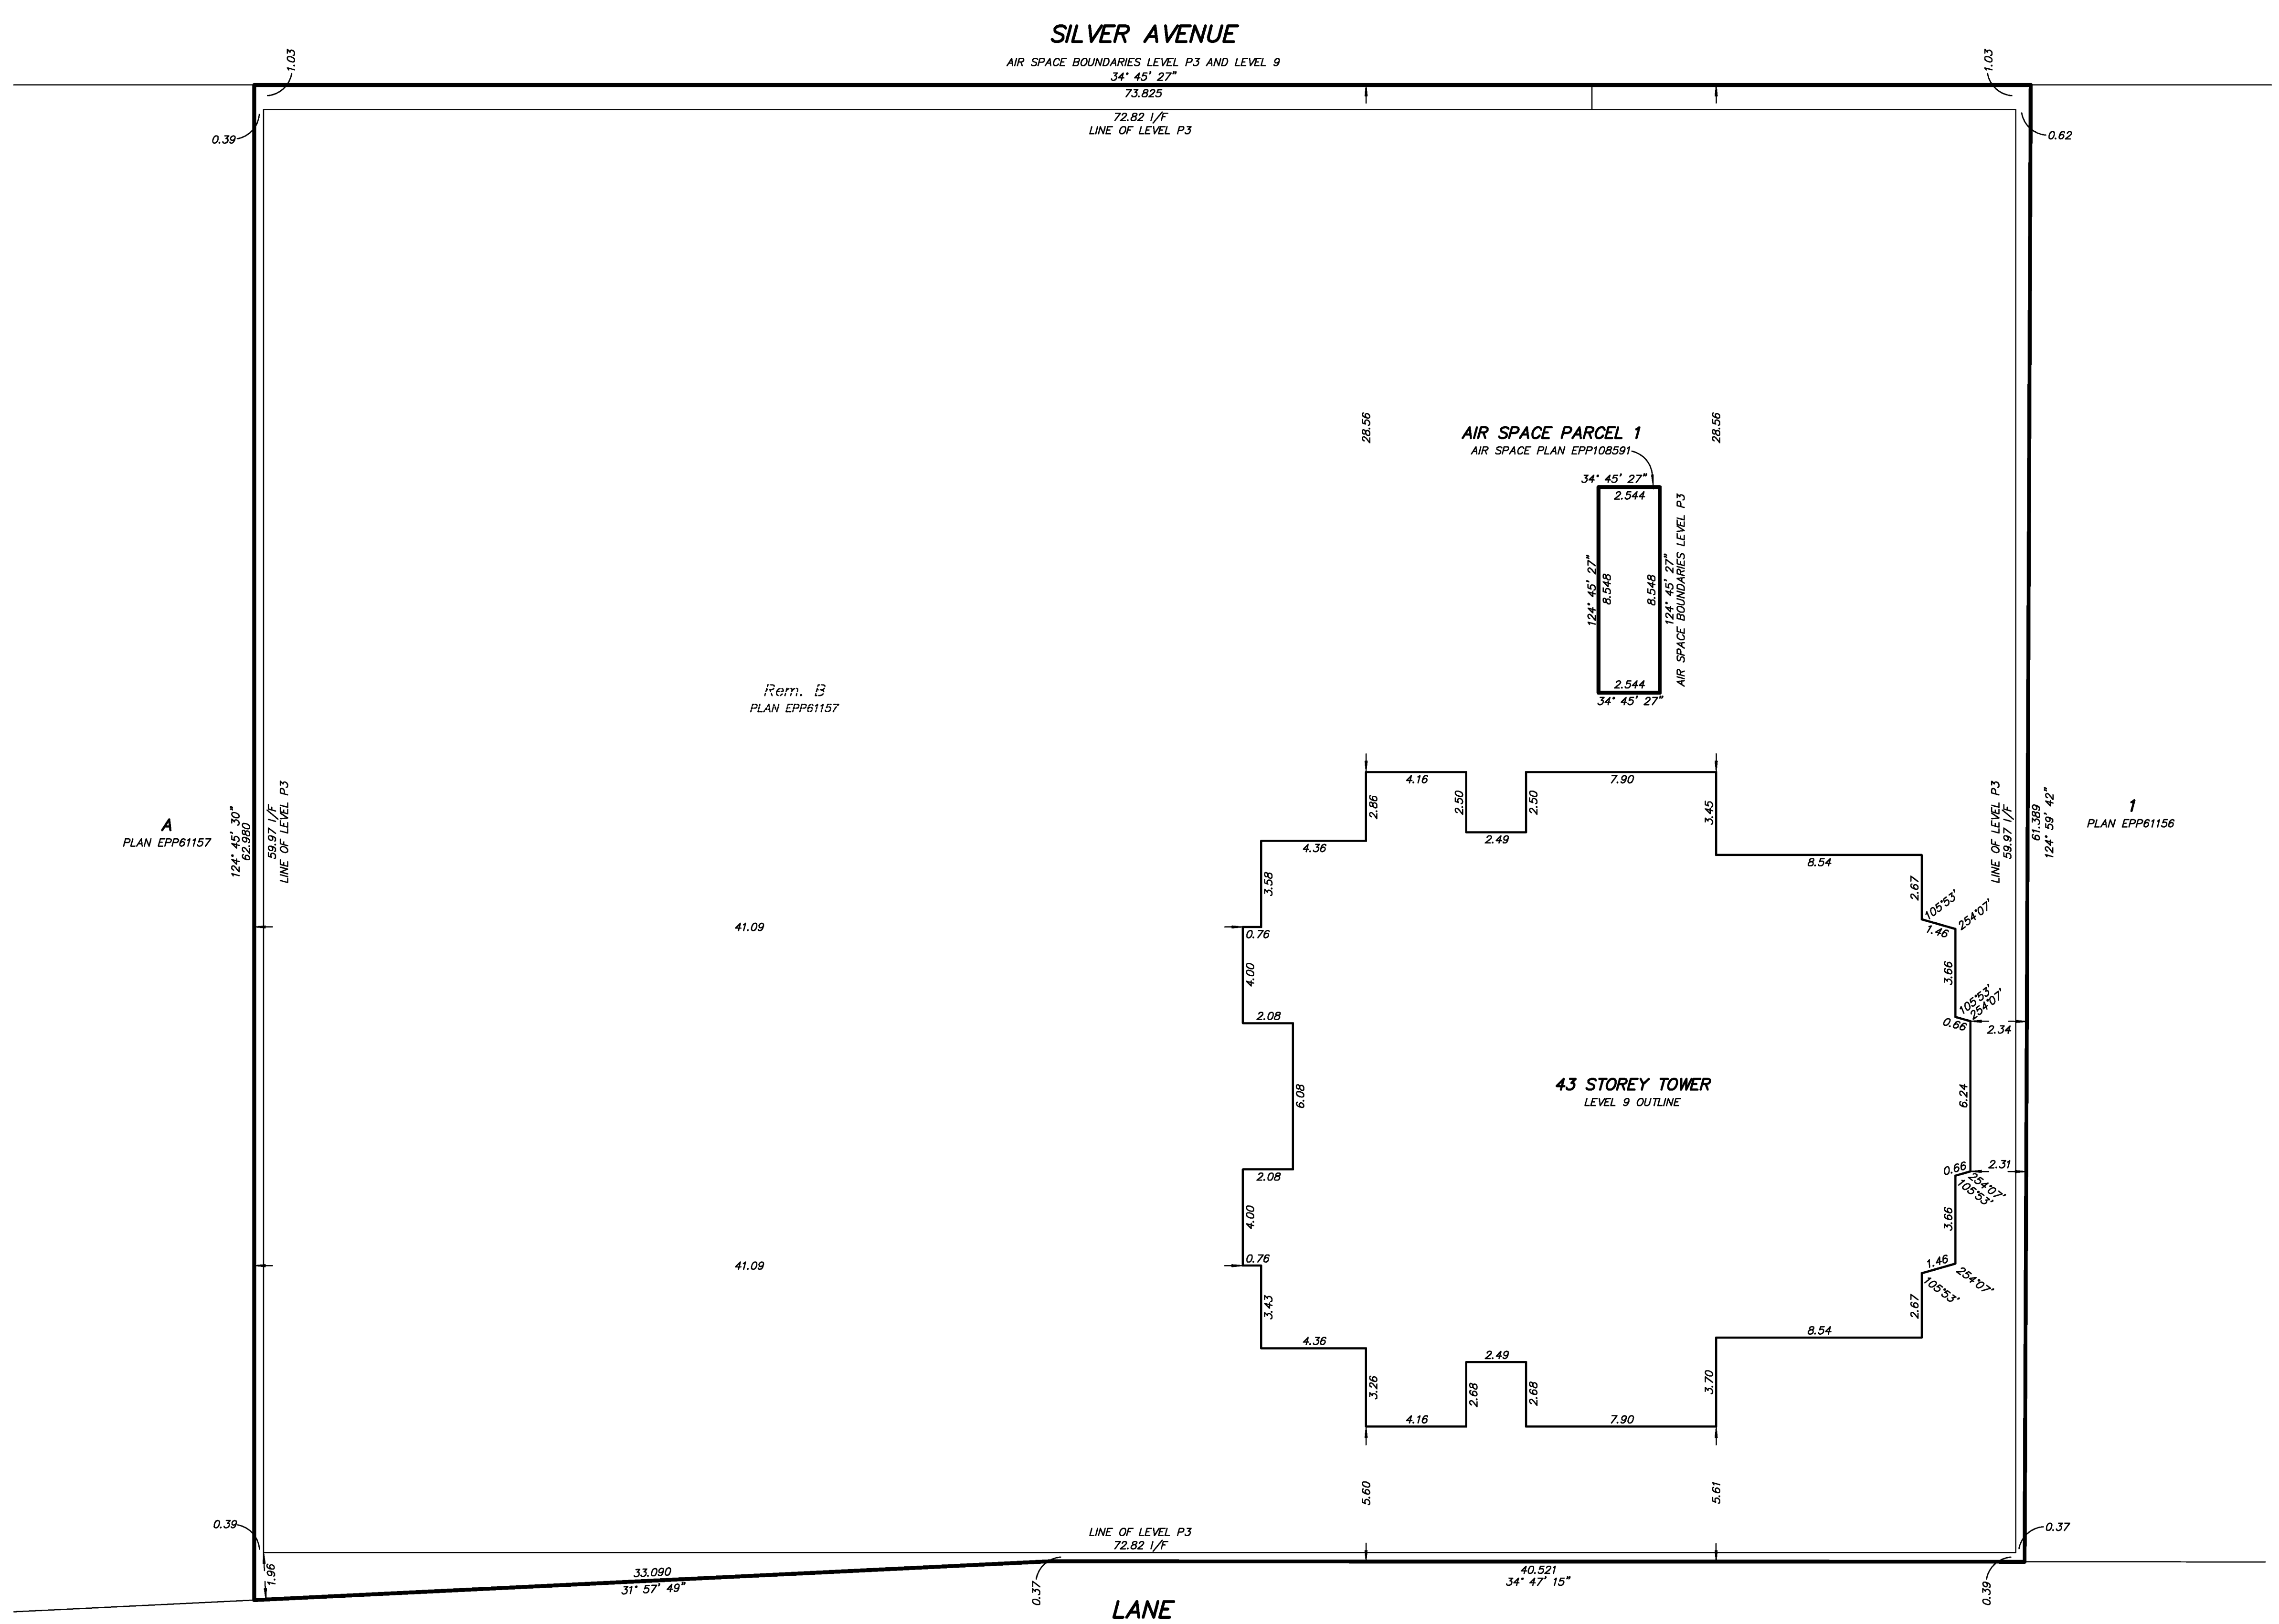 SILVER AVENUE
AIR SPACE BOUNDARIES LEVEL P3 AND LEVEL 9
34° 45' 27"
73.825
1.03
1.03
72.82 I/F
LINE OF LEVEL P3
0.39
0.62
28.56
28.56
AIR SPACE PARCEL 1
AIR SPACE PLAN EPP108591
34° 45' 27"
2.544
124° 45' 27"
8.548
8.548
124° 45' 27"
AIR SPACE BOUNDARIES LEVEL P3
2.544
34° 45' 27"
Rem. B
PLAN EPP61157
A
PLAN EPP61157
124° 45' 30"
62.980
59.97 I/F
LINE OF LEVEL P3
LINE OF LEVEL P3
59.97 I/F
61.389
124° 59' 42"
1
PLAN EPP61156
4.16
7.90
2.86
2.50
2.50
3.45
2.49
4.36
8.54
3.58
2.67
105°53'
254°07'
1.46
41.09
0.76
4.00
3.66
105°53'
254°07'
0.66
2.34
2.08
6.08
43 STOREY TOWER
LEVEL 9 OUTLINE
6.24
2.08
0.66
2.31
254°07'
105°53'
4.00
3.66
41.09
0.76
1.46
254°07'
105°53'
3.43
2.67
4.36
2.49
8.54
3.26
2.68
2.68
3.70
4.16
7.90
5.60
5.61
0.39
LINE OF LEVEL P3
72.82 I/F
0.37
1.96
33.090
31° 57' 49"
0.37
40.521
34° 47' 15"
0.39
LANE